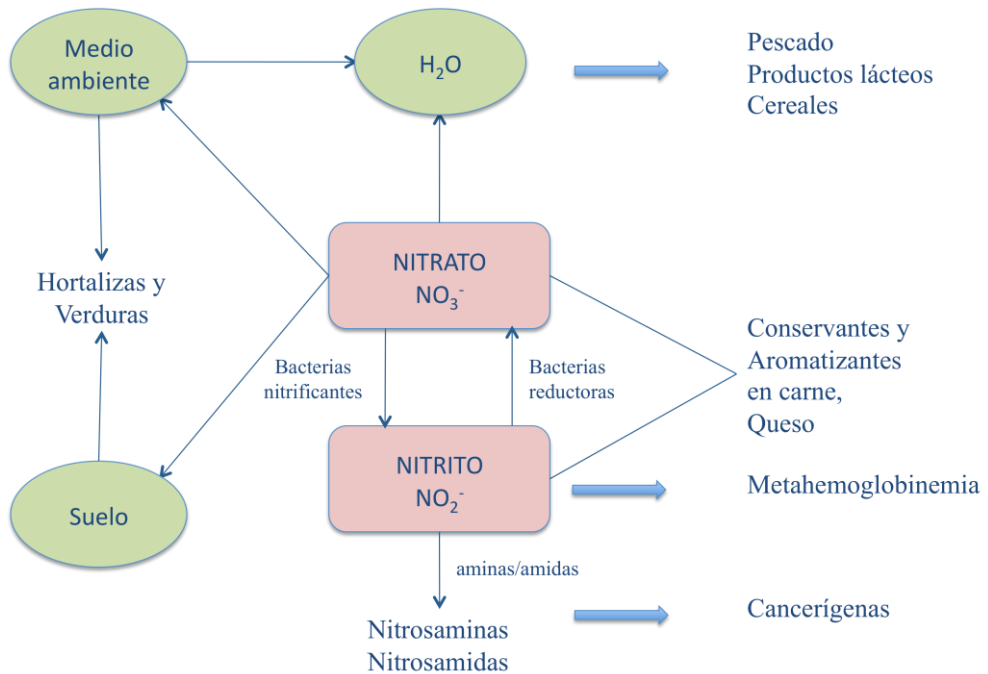 Medio
ambiente
H₂O
Pescado
Productos lácteos
Cereales
NITRATO
NO₃⁻
Hortalizas y
Verduras
Bacterias
nitrificantes
Bacterias
reductoras
Conservantes y
Aromatizantes
en carne,
Queso
NITRITO
NO₂⁻
Metahemoglobinemia
Suelo
aminas/amidas
Nitrosaminas
Nitrosamidas
Cancerígenas